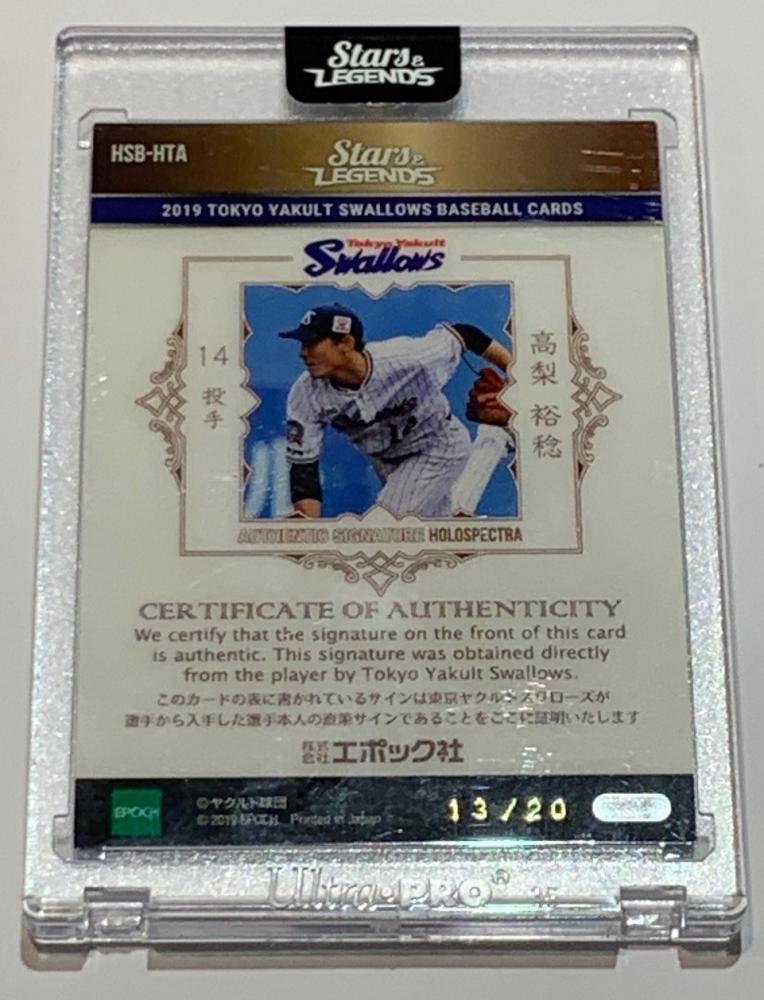 Stars &
LEGENDS
HSB-HTA
Stars &
LEGENDS
2019 TOKYO YAKULT SWALLOWS BASEBALL CARDS
Tokyo Yakult
Swallows
14
投手
高梨 裕稔
AUTHENTIC SIGNATURE HOLOSPECTRA
CERTIFICATE OF AUTHENTICITY
We certify that the signature on the front of this card
is authentic. This signature was obtained directly
from the player by Tokyo Yakult Swallows.
このカードの表に書かれているサインは東京ヤクルトスワローズが
選手から入手した選手本人の直筆サインであることをここに証明いたします
株式会社エポック社
EPOCH
©ヤクルト球団
© 2019 EPOCH Printed in Japan
13/20
Ultra·PRO®